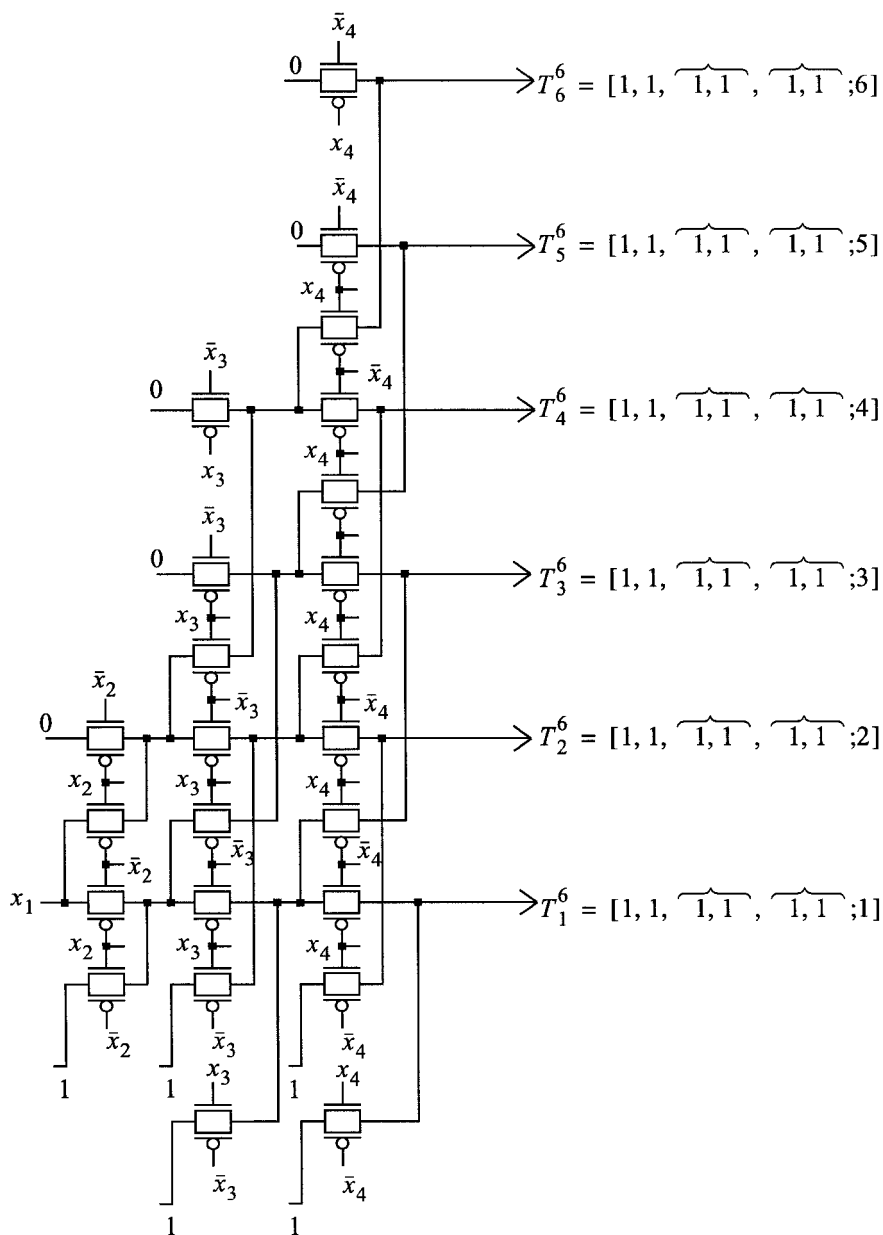 x̄₄
0
T₆⁶ = [1, 1, 1, 1 , 1, 1 ;6]
x₄
x̄₄
0
T₅⁶ = [1, 1, 1, 1 , 1, 1 ;5]
x₄
x̄₃
x̄₄
0
T₄⁶ = [1, 1, 1, 1 , 1, 1 ;4]
x₃
x₄
x̄₃
0
T₃⁶ = [1, 1, 1, 1 , 1, 1 ;3]
x₃
x₄
x̄₂
x̄₃
x̄₄
0
T₂⁶ = [1, 1, 1, 1 , 1, 1 ;2]
x₂
x₃
x₄
x̄₂
x̄₃
x̄₄
x₁
T₁⁶ = [1, 1, 1, 1 , 1, 1 ;1]
x₂
x₃
x₄
x̄₂
x̄₃
x̄₄
1
1
1
x₃
x₄
x̄₃
x̄₄
1
1